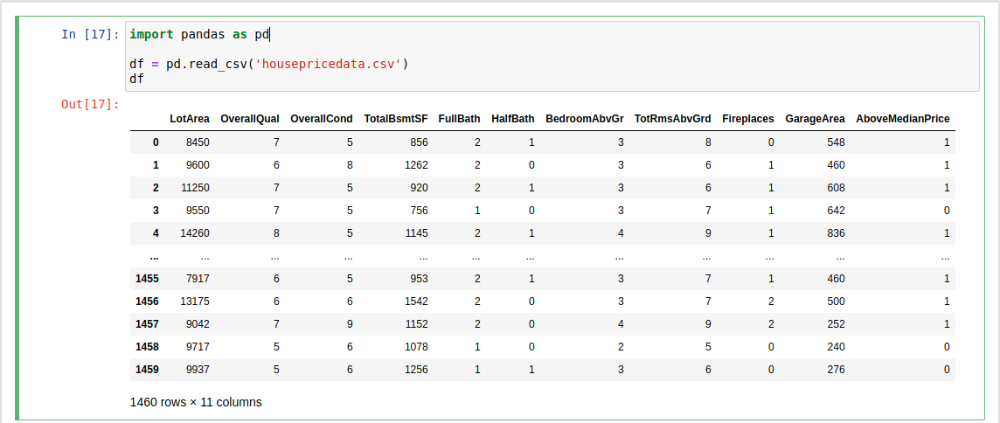 In [17]: import pandas as pd
df = pd.read_csv('housepricedata.csv')
df
Out[17]:
LotArea OverallQual OverallCond TotalBsmtSF FullBath HalfBath BedroomAbvGr TotRmsAbvGrd Fireplaces GarageArea AboveMedianPrice
0 8450 7 5 856 2 1 3 8 0 548 1
1 9600 6 8 1262 2 0 3 6 1 460 1
2 11250 7 5 920 2 1 3 6 1 608 1
3 9550 7 5 756 1 0 3 7 1 642 0
4 14260 8 5 1145 2 1 4 9 1 836 1
... ... ... ... ... ... ... ... ... ... ... ...
1455 7917 6 5 953 2 1 3 7 1 460 1
1456 13175 6 6 1542 2 0 3 7 2 500 1
1457 9042 7 9 1152 2 0 4 9 2 252 1
1458 9717 5 6 1078 1 0 2 5 0 240 0
1459 9937 5 6 1256 1 1 3 6 0 276 0
1460 rows × 11 columns